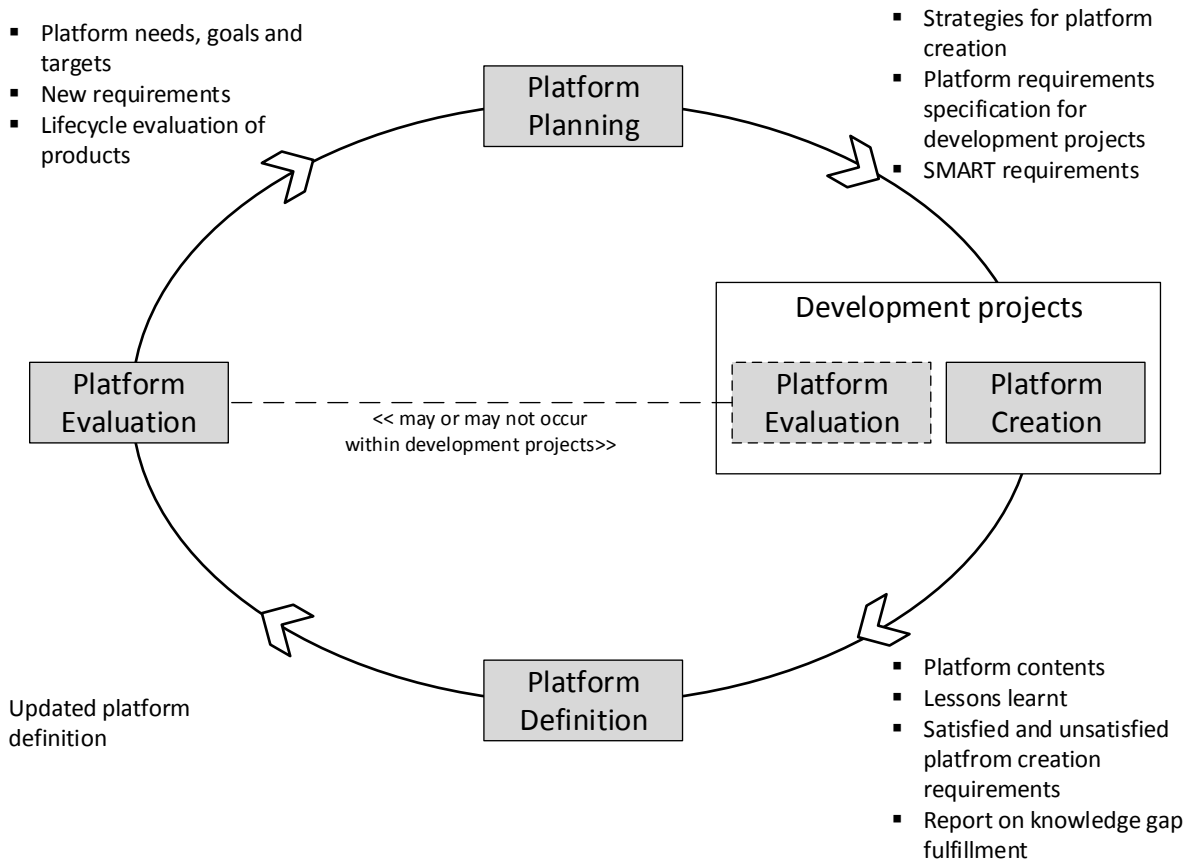 ▪ Platform needs, goals and
targets
▪ New requirements
▪ Lifecycle evaluation of
products
Platform
Planning
▪ Strategies for platform
creation
▪ Platform requirements
specification for
development projects
▪ SMART requirements
Development projects
Platform
Evaluation
Platform
Creation
Platform
Evaluation
<< may or may not occur
within development projects>>
Platform
Definition
Updated platform
definition
▪ Platform contents
▪ Lessons learnt
▪ Satisfied and unsatisfied
platfrom creation
requirements
▪ Report on knowledge gap
fulfillment